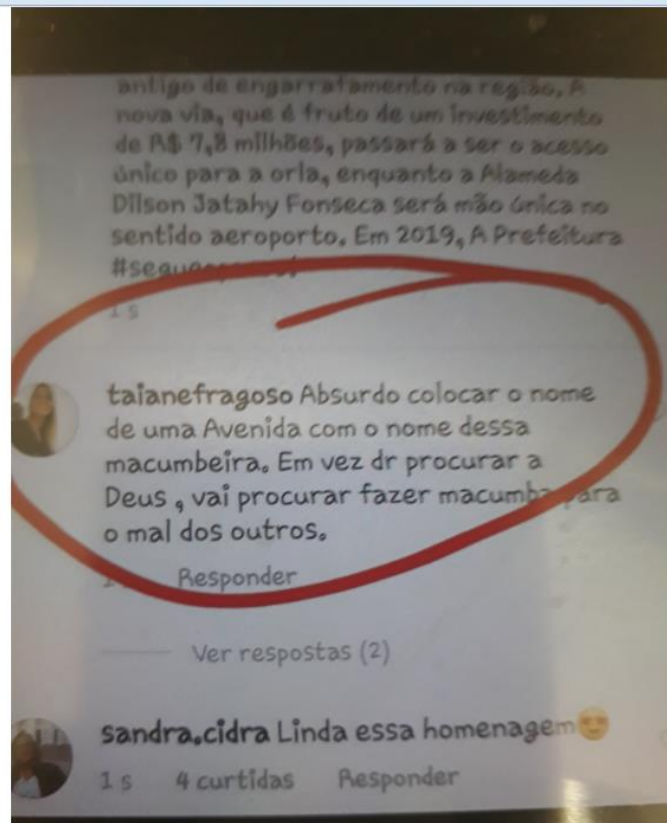 antigo de engarrafamento na região. A
nova via, que é fruto de um investimento
de R$ 7,8 milhões, passará a ser o acesso
único para a orla, enquanto a Alameda
Dilson Jatahy Fonseca será mão única no
sentido aeroporto. Em 2019, A Prefeitura
1 s
taianefragoso Absurdo colocar o nome
de uma Avenida com o nome dessa
macumbeira. Em vez dr procurar a
Deus , vai procurar fazer macumba para
o mal dos outros.
Responder
Ver respostas (2)
sandra.cidra Linda essa homenagem😍
1 s 4 curtidas Responder